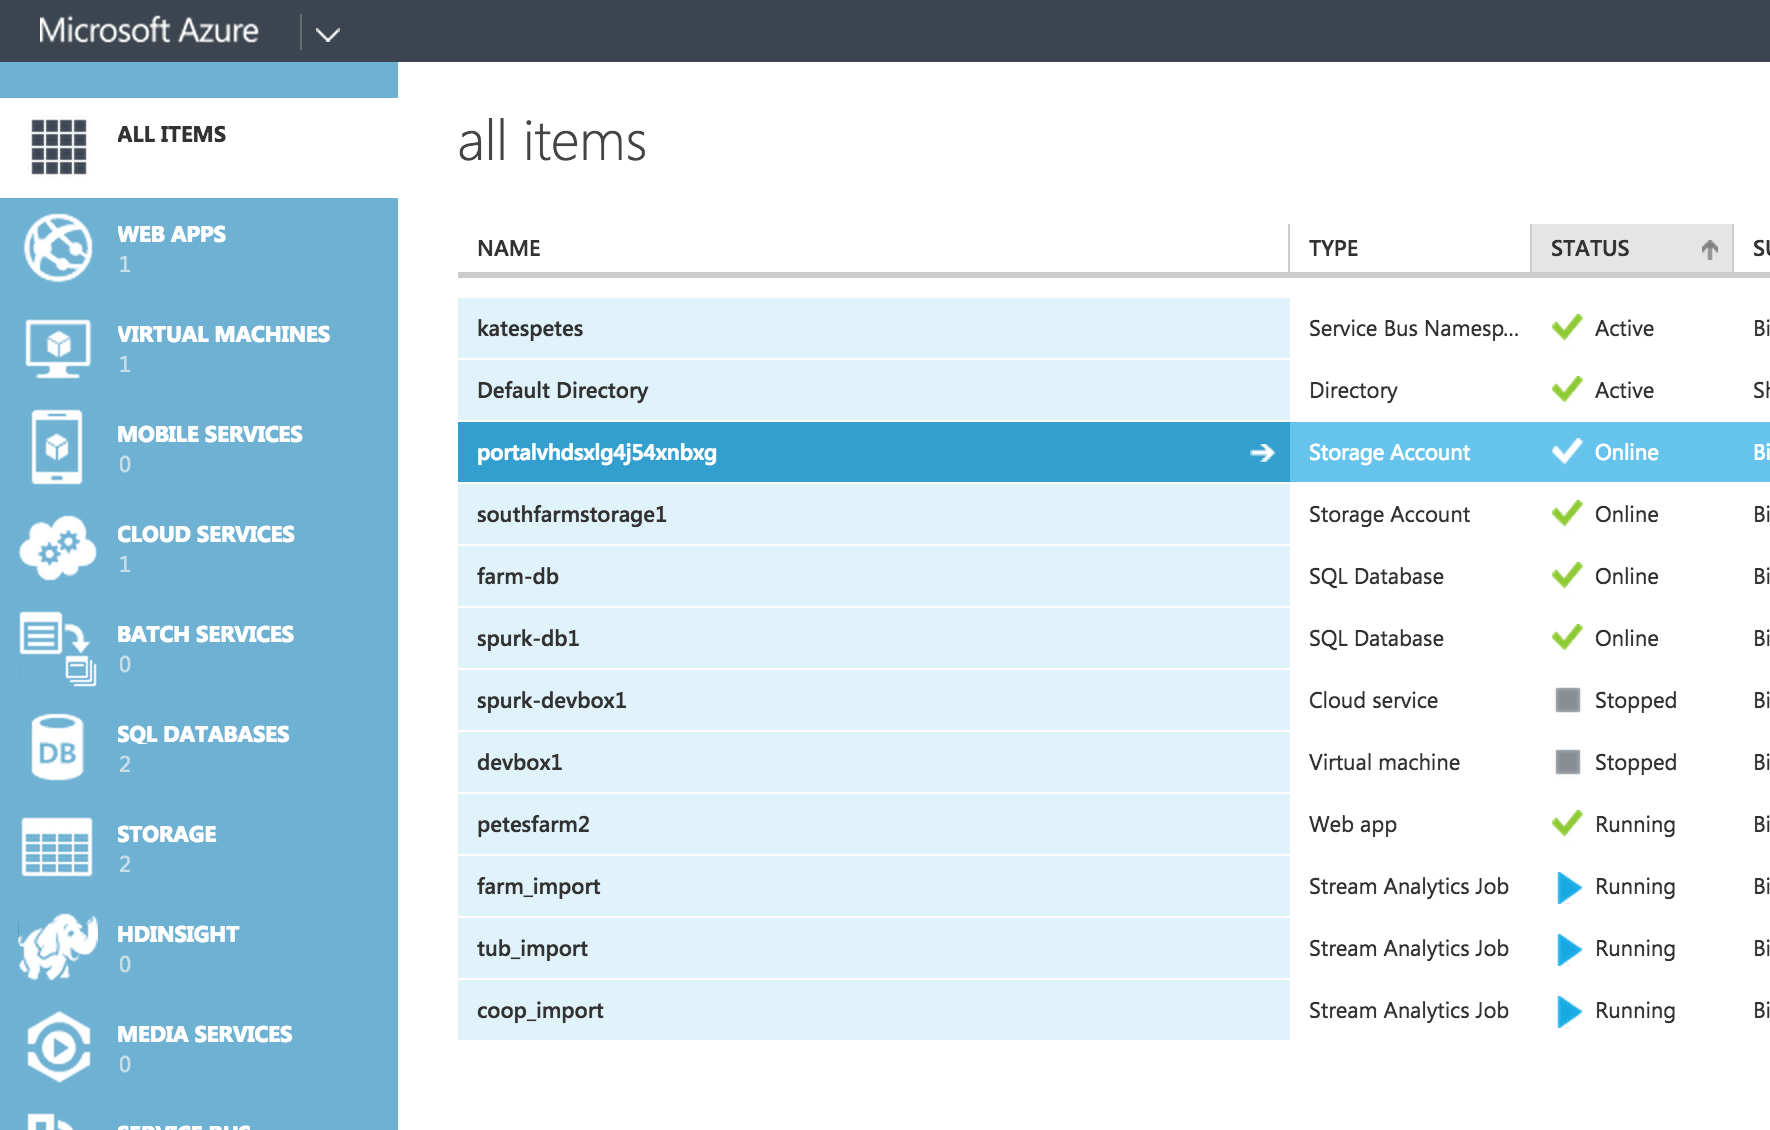 Microsoft Azure
ALL ITEMS
WEB APPS
1
VIRTUAL MACHINES
1
MOBILE SERVICES
0
CLOUD SERVICES
1
BATCH SERVICES
0
DB
SQL DATABASES
2
STORAGE
2
HDINSIGHT
0
MEDIA SERVICES
0
SERVICE BUS
all items
NAME TYPE STATUS SU
katespetes Service Bus Namesp... Active Bi
Default Directory Directory Active Sh
portalvhdsxlg4j54xnbxg Storage Account Online Bi
southfarmstorage1 Storage Account Online Bi
farm-db SQL Database Online Bi
spurk-db1 SQL Database Online Bi
spurk-devbox1 Cloud service Stopped Bi
devbox1 Virtual machine Stopped Bi
petesfarm2 Web app Running Bi
farm_import Stream Analytics Job Running Bi
tub_import Stream Analytics Job Running Bi
coop_import Stream Analytics Job Running Bi